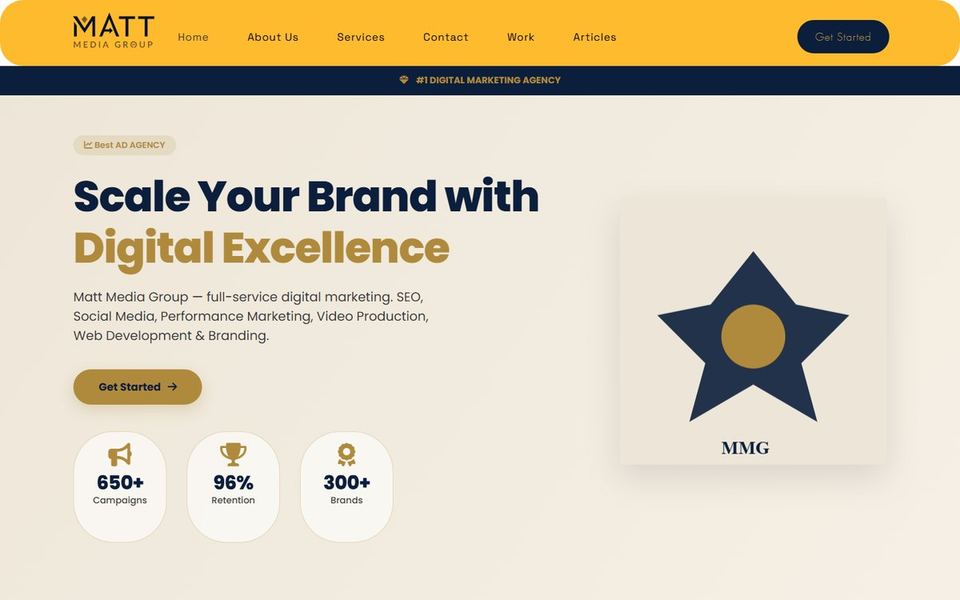 MATT
MEDIA GROUP
Home
About Us
Services
Contact
Work
Articles
Get Started
#1 DIGITAL MARKETING AGENCY
Best AD AGENCY
Scale Your Brand with
Digital Excellence
Matt Media Group — full-service digital marketing. SEO,
Social Media, Performance Marketing, Video Production,
Web Development & Branding.
Get Started →
650+
Campaigns
96%
Retention
300+
Brands
MMG